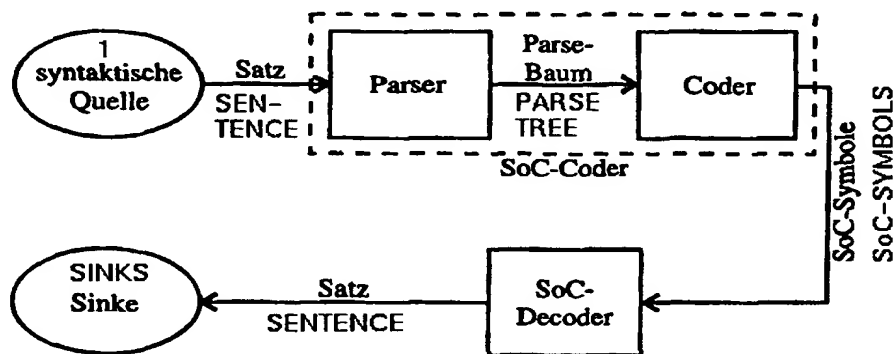 1
syntaktische
Quelle
Satz
SEN-
TENCE
Parser
Parse-
Baum
PARSE
TREE
Coder
SoC-Coder
SoC-Symbole
SoC-SYMBOLS
SINKS
Sinke
Satz
SENTENCE
SoC-
Decoder